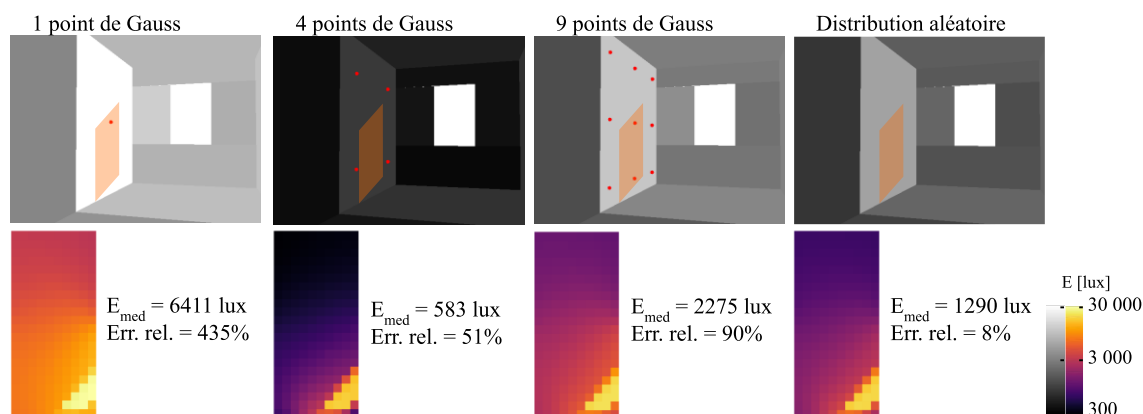 1 point de Gauss
4 points de Gauss
9 points de Gauss
Distribution aléatoire
E_med = 6411 lux
Err. rel. = 435%
E_med = 583 lux
Err. rel. = 51%
E_med = 2275 lux
Err. rel. = 90%
E_med = 1290 lux
Err. rel. = 8%
E [lux]
30 000
3 000
300